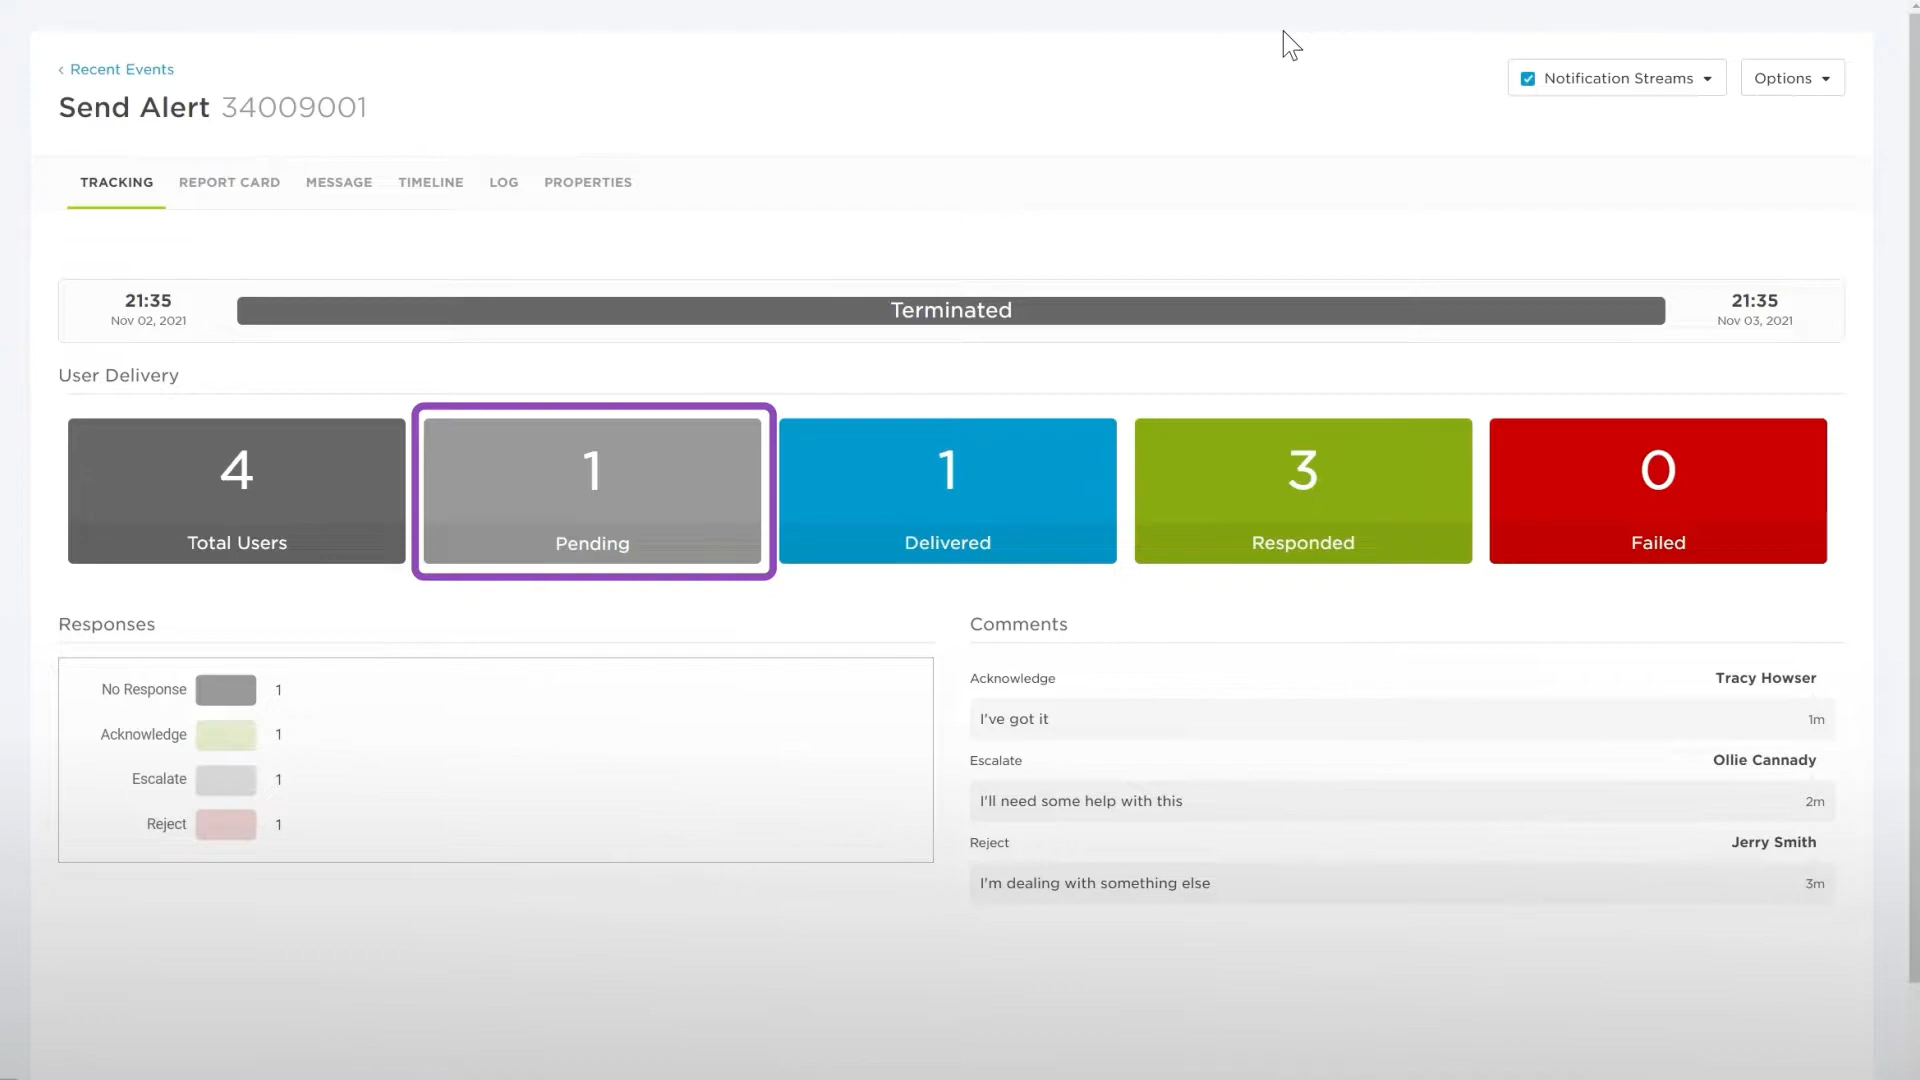 ‹ Recent Events
Send Alert 34009001
Notification Streams
Options
TRACKING
REPORT CARD
MESSAGE
TIMELINE
LOG
PROPERTIES
21:35
Nov 02, 2021
Terminated
21:35
Nov 03, 2021
User Delivery
4
Total Users
1
Pending
1
Delivered
3
Responded
0
Failed
Responses
No Response 1
Acknowledge 1
Escalate 1
Reject 1
Comments
Acknowledge Tracy Howser
I've got it 1m
Escalate Ollie Cannady
I'll need some help with this 2m
Reject Jerry Smith
I'm dealing with something else 3m